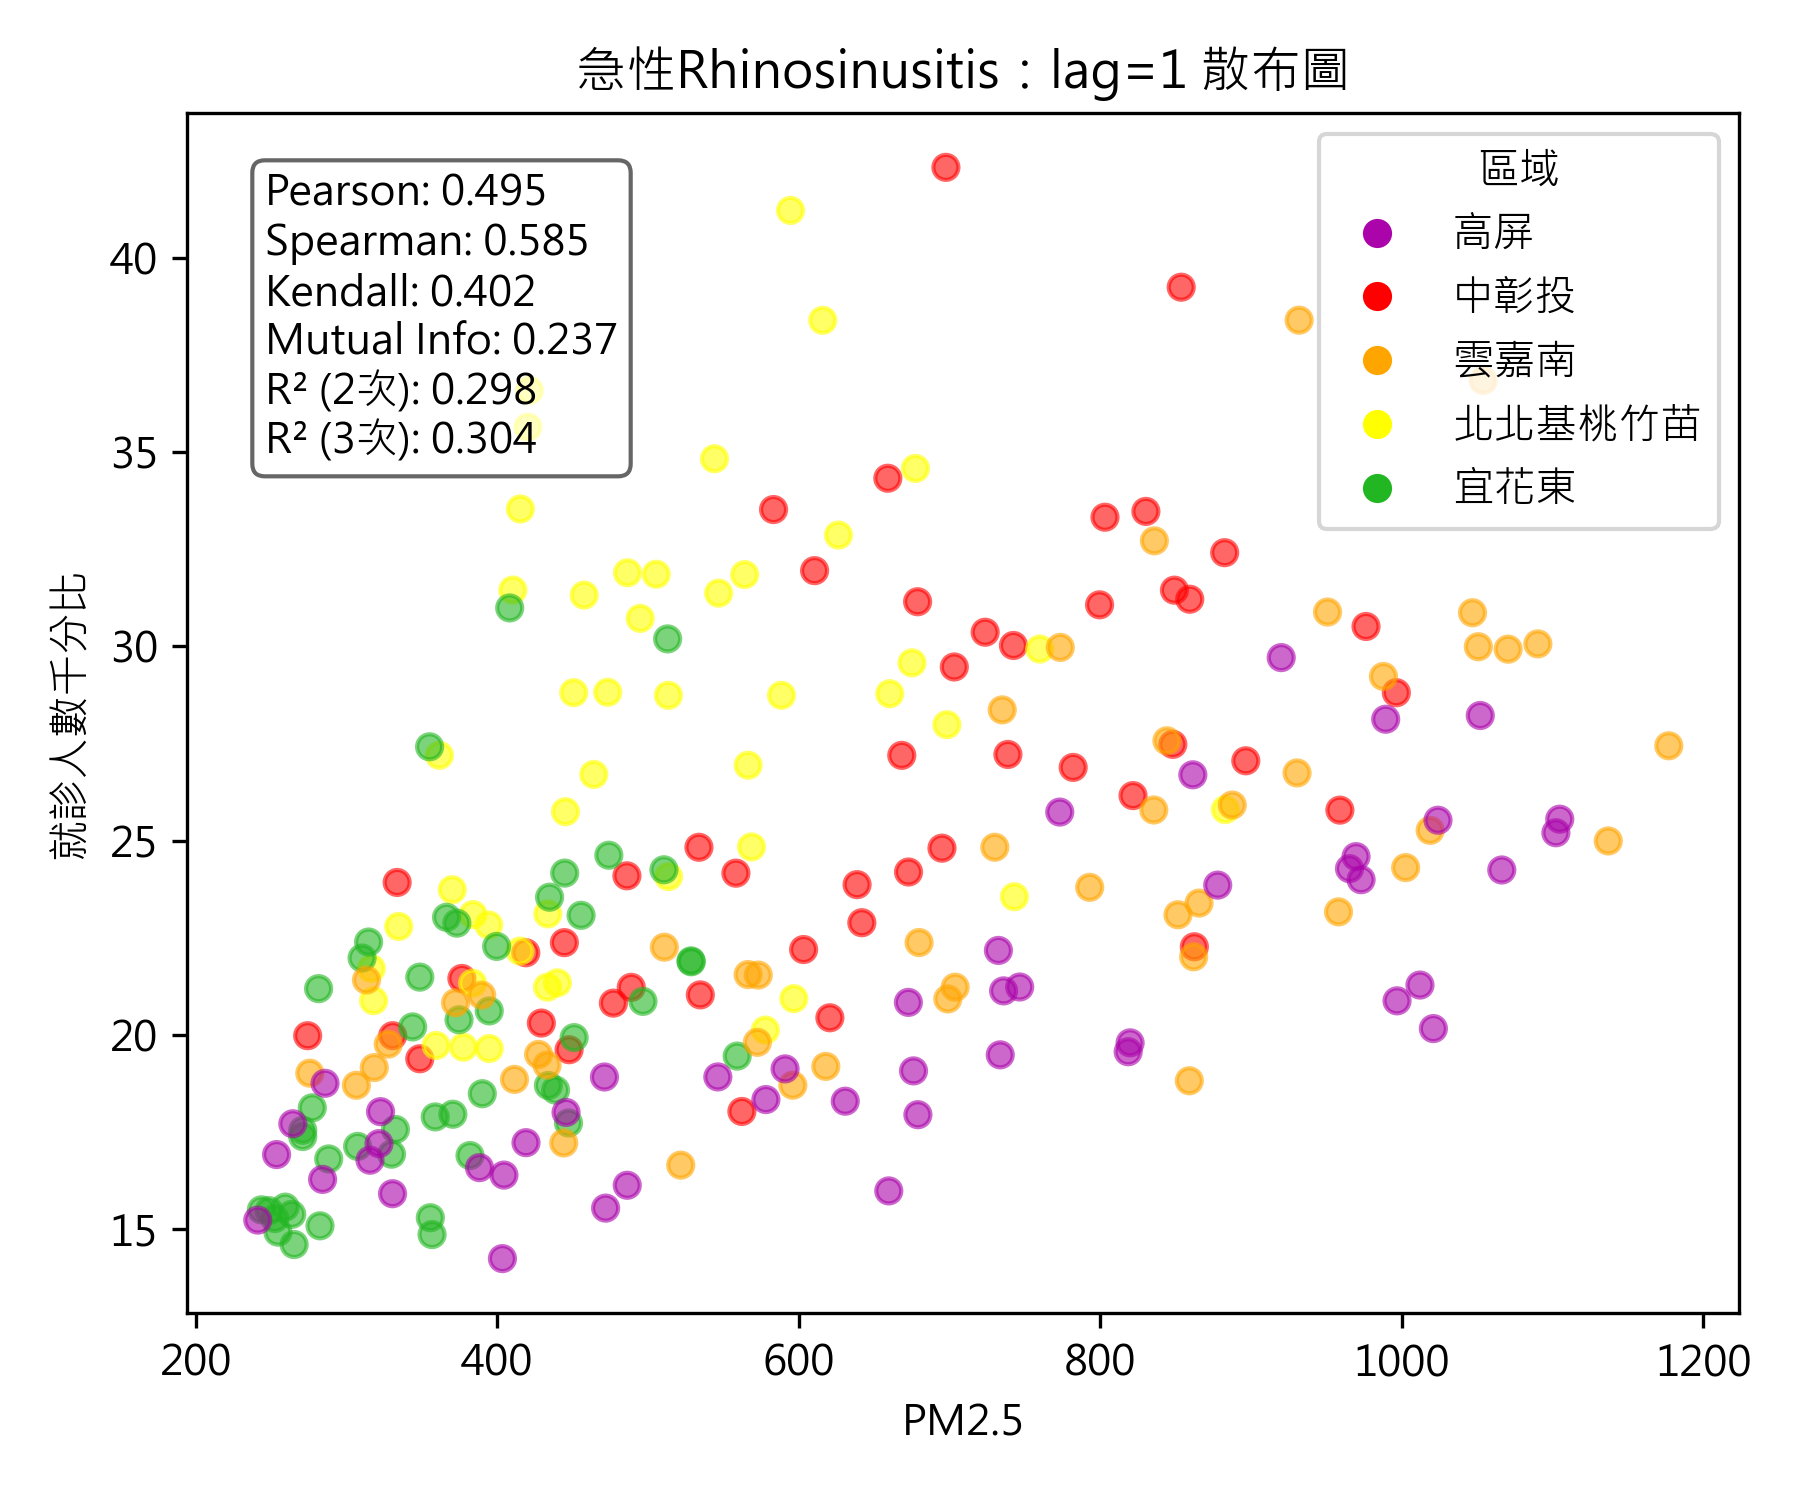 急性Rhinosinusitis：lag=1 散布圖
Pearson: 0.495
Spearman: 0.585
Kendall: 0.402
Mutual Info: 0.237
R² (2次): 0.298
R² (3次): 0.304
區域
高屏
中彰投
雲嘉南
北北基桃竹苗
宜花東
就診人數千分比
40
35
30
25
20
15
200 400 600 800 1000 1200
PM2.5